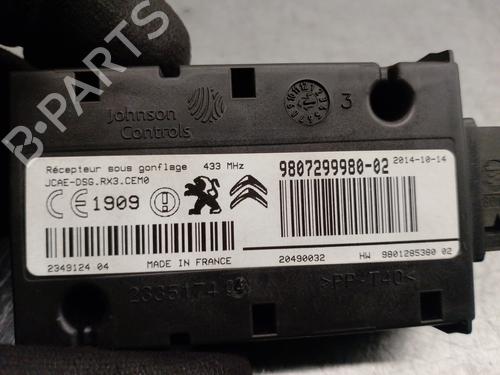 Johnson
Controls
3
Récepteur sous gonflage 433 MHz
JCAE-DSG.RX3.CEM0
CE 1909
9807299980-02 2014-10-14
2349124 04 MADE IN FRANCE 20490032 HW 9801285380 02
>PP-T40<
B-PARTS